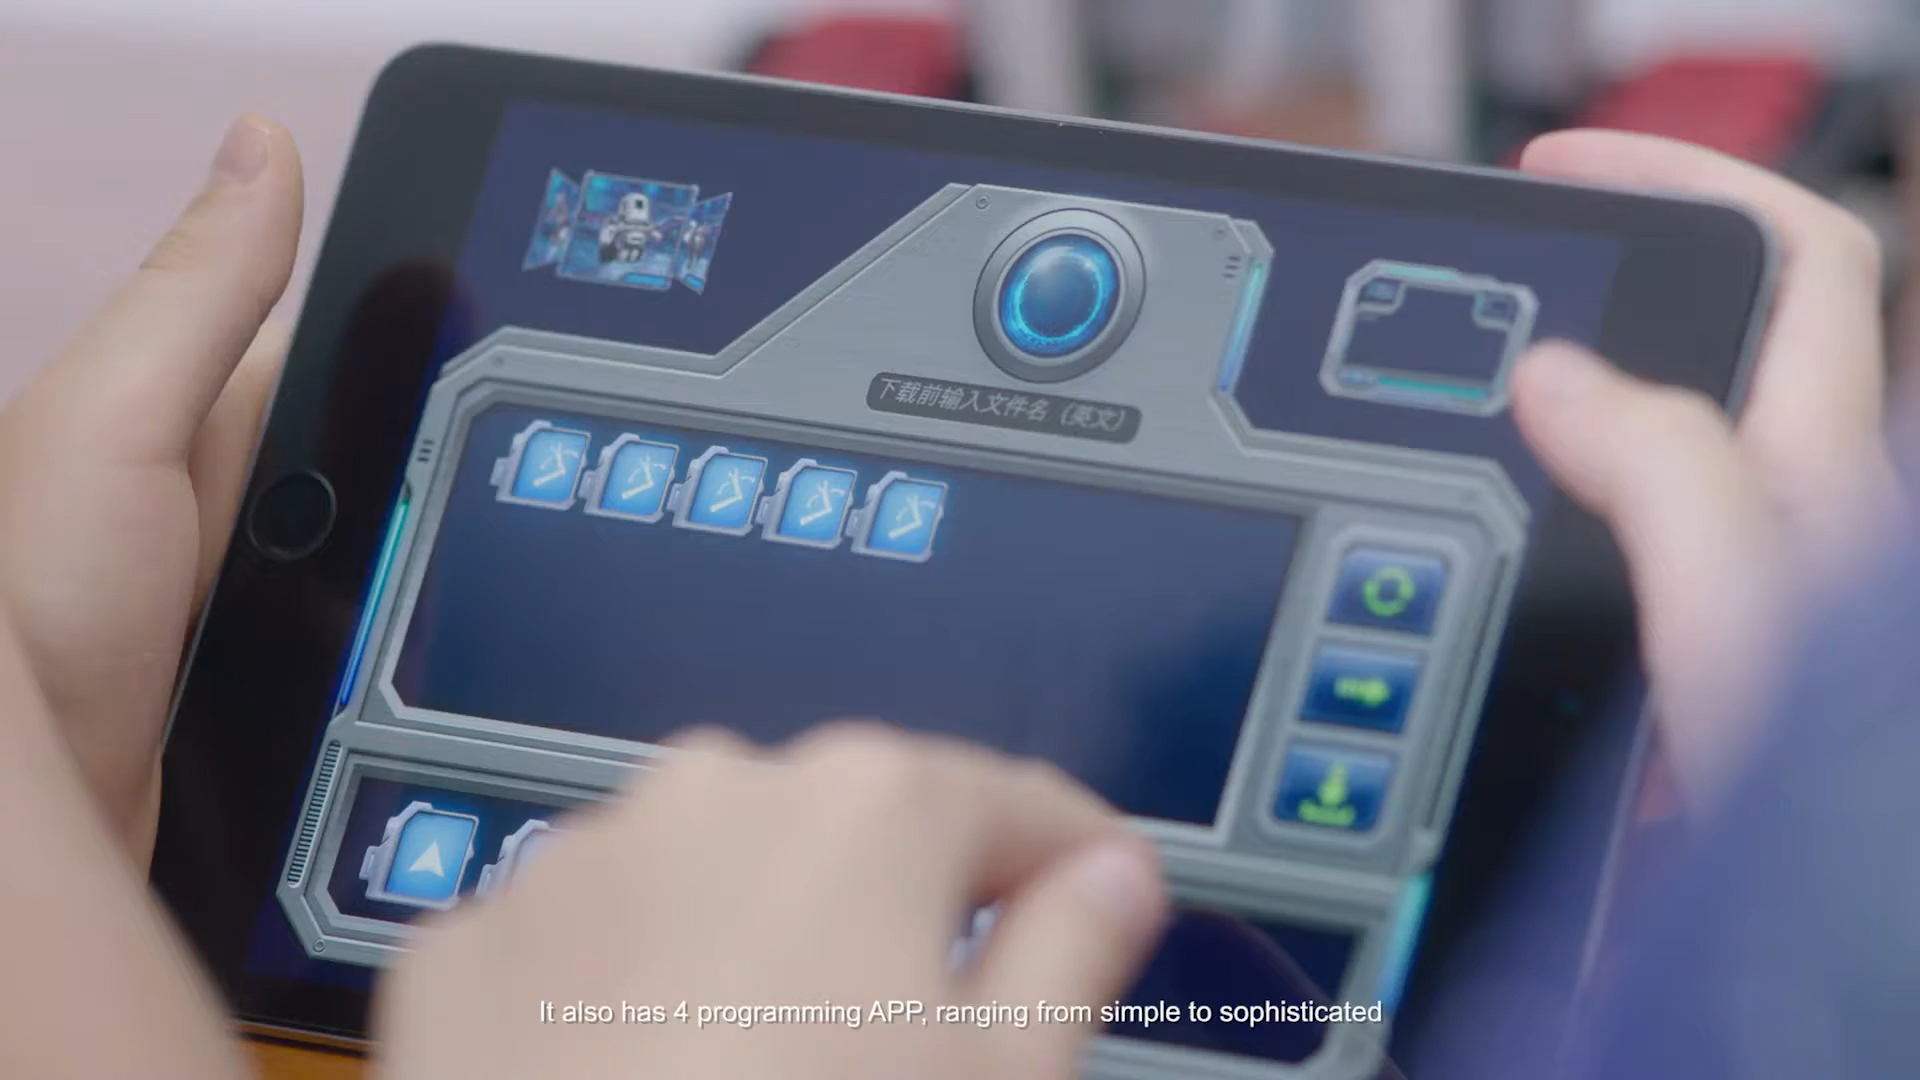 下载前输入文件名（英文）
It also has 4 programming APP, ranging from simple to sophisticated